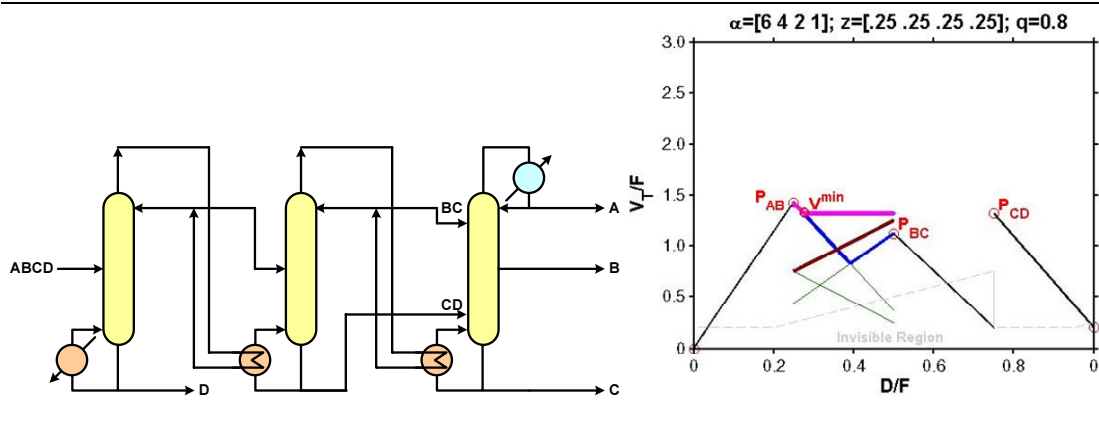 ABCD
D
BC
CD
A
B
C
α=[6 4 2 1]; z=[.25 .25 .25 .25]; q=0.8
V_T/F
3.0
2.5
2.0
1.5
1.0
0.5
0
P_AB
V^min
P_BC
P_CD
Invisible Region
0
0.2
0.4
0.6
0.8
0
D/F